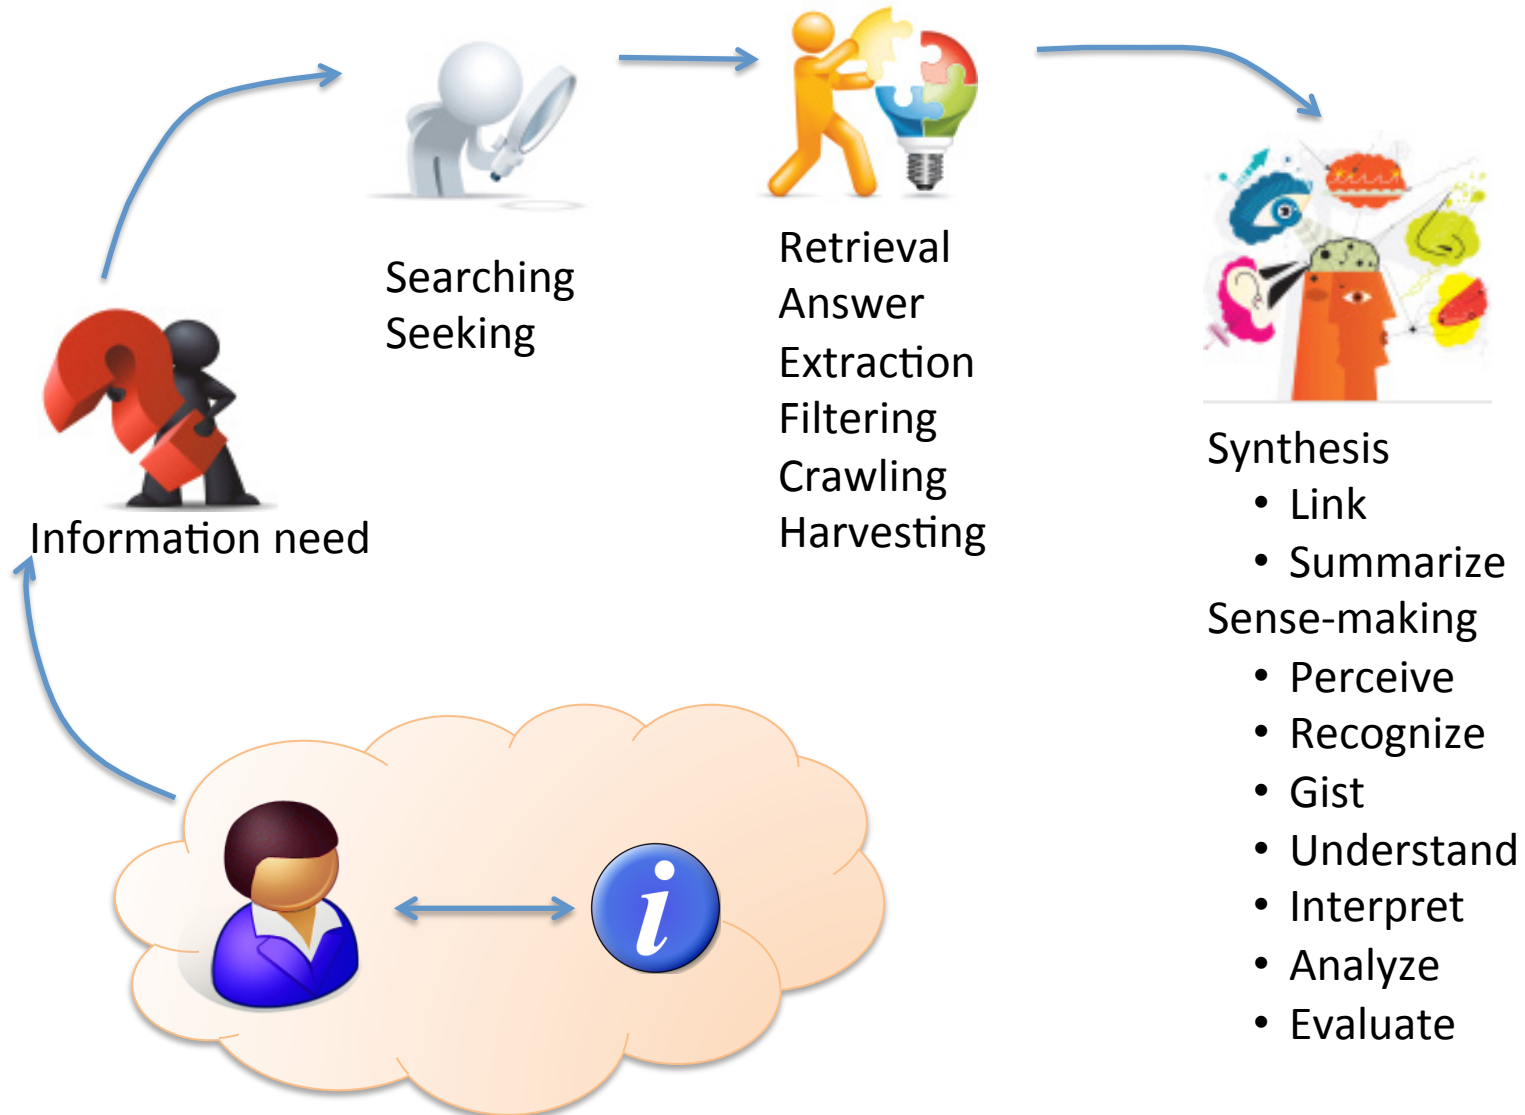 Information need
Searching
Seeking
Retrieval
Answer
Extraction
Filtering
Crawling
Harvesting
Synthesis
• Link
• Summarize
Sense-making
• Perceive
• Recognize
• Gist
• Understand
• Interpret
• Analyze
• Evaluate
i